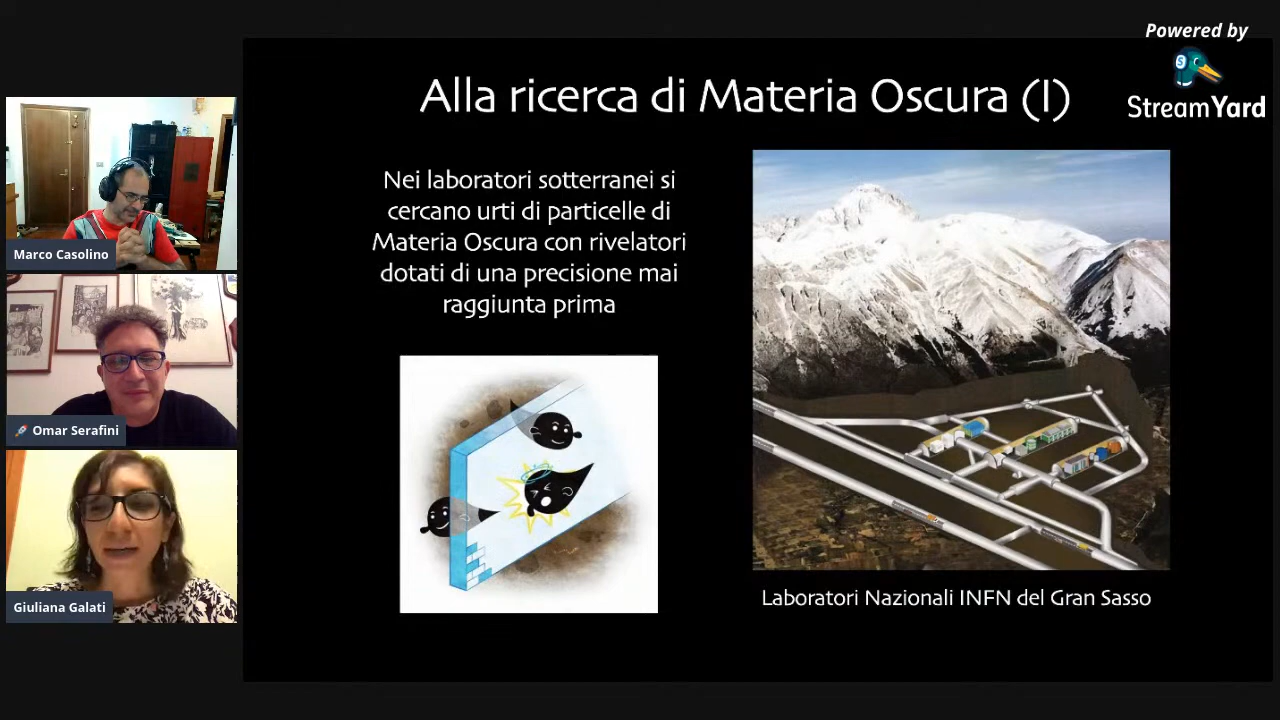 Powered by
StreamYard
Alla ricerca di Materia Oscura (I)
Nei laboratori sotterranei si
cercano urti di particelle di
Materia Oscura con rivelatori
dotati di una precisione mai
raggiunta prima
Laboratori Nazionali INFN del Gran Sasso
Marco Casolino
🚀 Omar Serafini
Giuliana Galati